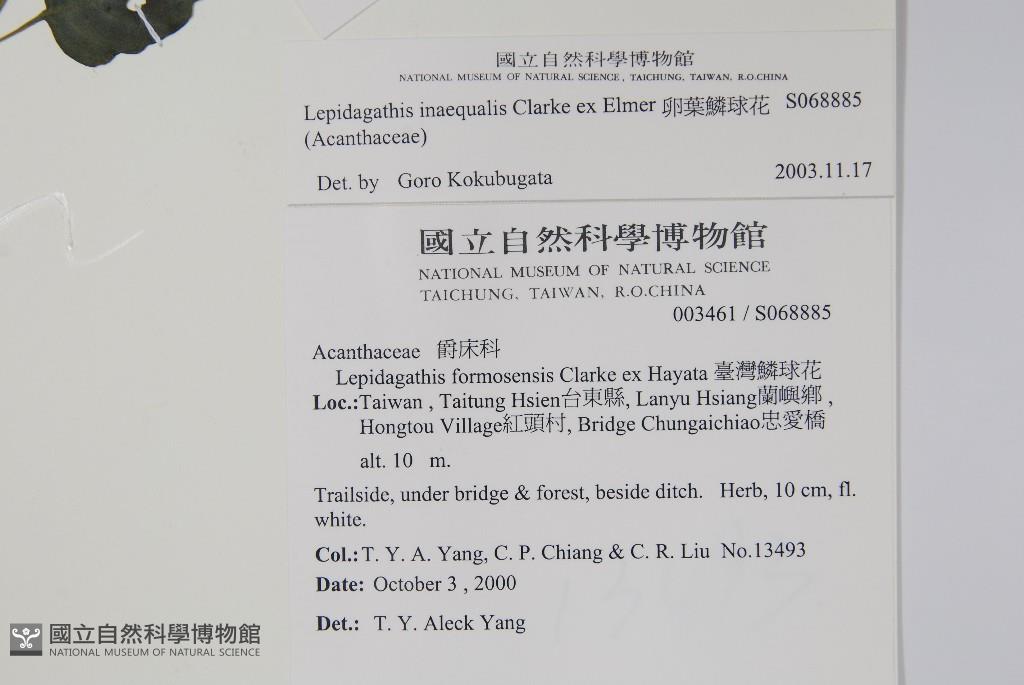 國立自然科學博物館
NATIONAL MUSEUM OF NATURAL SCIENCE, TAICHUNG, TAIWAN, R.O.CHINA
Lepidagathis inaequalis Clarke ex Elmer 卵葉鱗球花 S068885
(Acanthaceae)
Det. by Goro Kokubugata 2003.11.17
國立自然科學博物館
NATIONAL MUSEUM OF NATURAL SCIENCE
TAICHUNG, TAIWAN, R.O.CHINA
003461 / S068885
Acanthaceae 爵床科
Lepidagathis formosensis Clarke ex Hayata 臺灣鱗球花
Loc.:Taiwan , Taitung Hsien台東縣, Lanyu Hsiang蘭嶼鄉 ,
Hongtou Village紅頭村, Bridge Chungaichiao忠愛橋
alt. 10 m.
Trailside, under bridge & forest, beside ditch. Herb, 10 cm, fl.
white.
Col.: T. Y. A. Yang, C. P. Chiang & C. R. Liu No.13493
Date: October 3 , 2000
Det.: T. Y. Aleck Yang
國立自然科學博物館
NATIONAL MUSEUM OF NATURAL SCIENCE